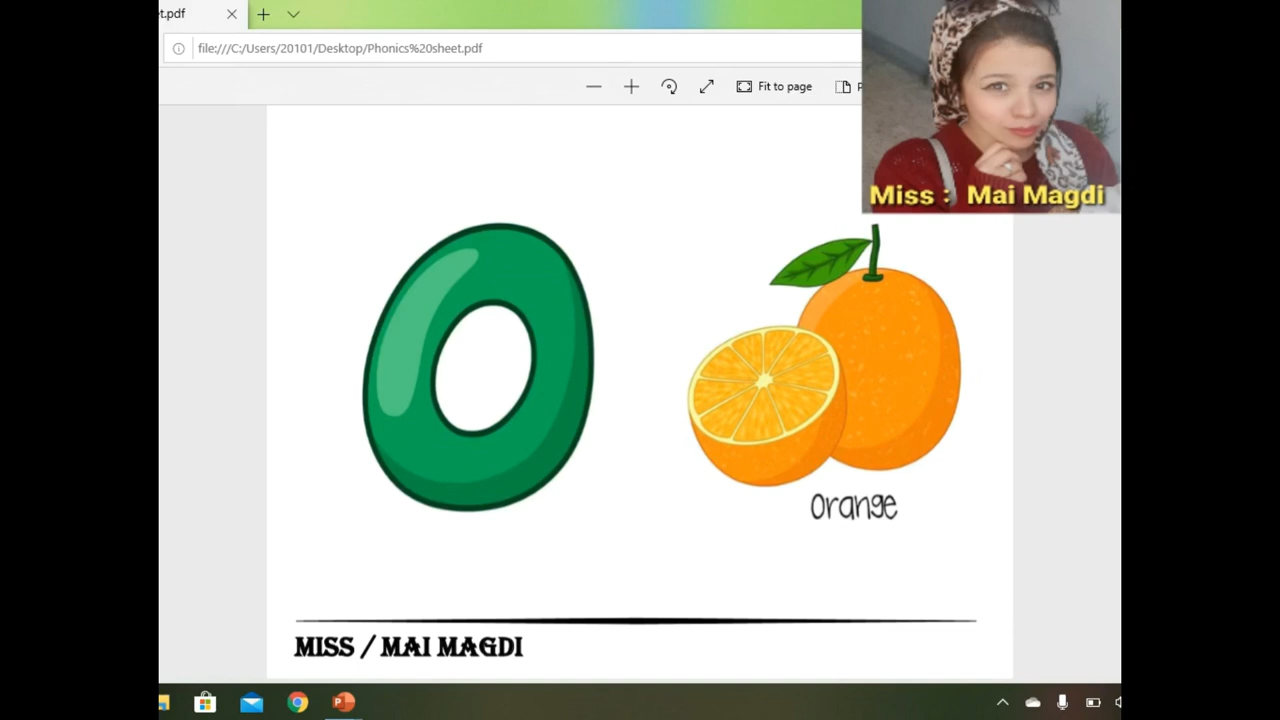 t.pdf
file:///C:/Users/20101/Desktop/Phonics%20sheet.pdf
Fit to page
P
Miss : Mai Magdi
O
Orange
MISS / MAI MAGDI